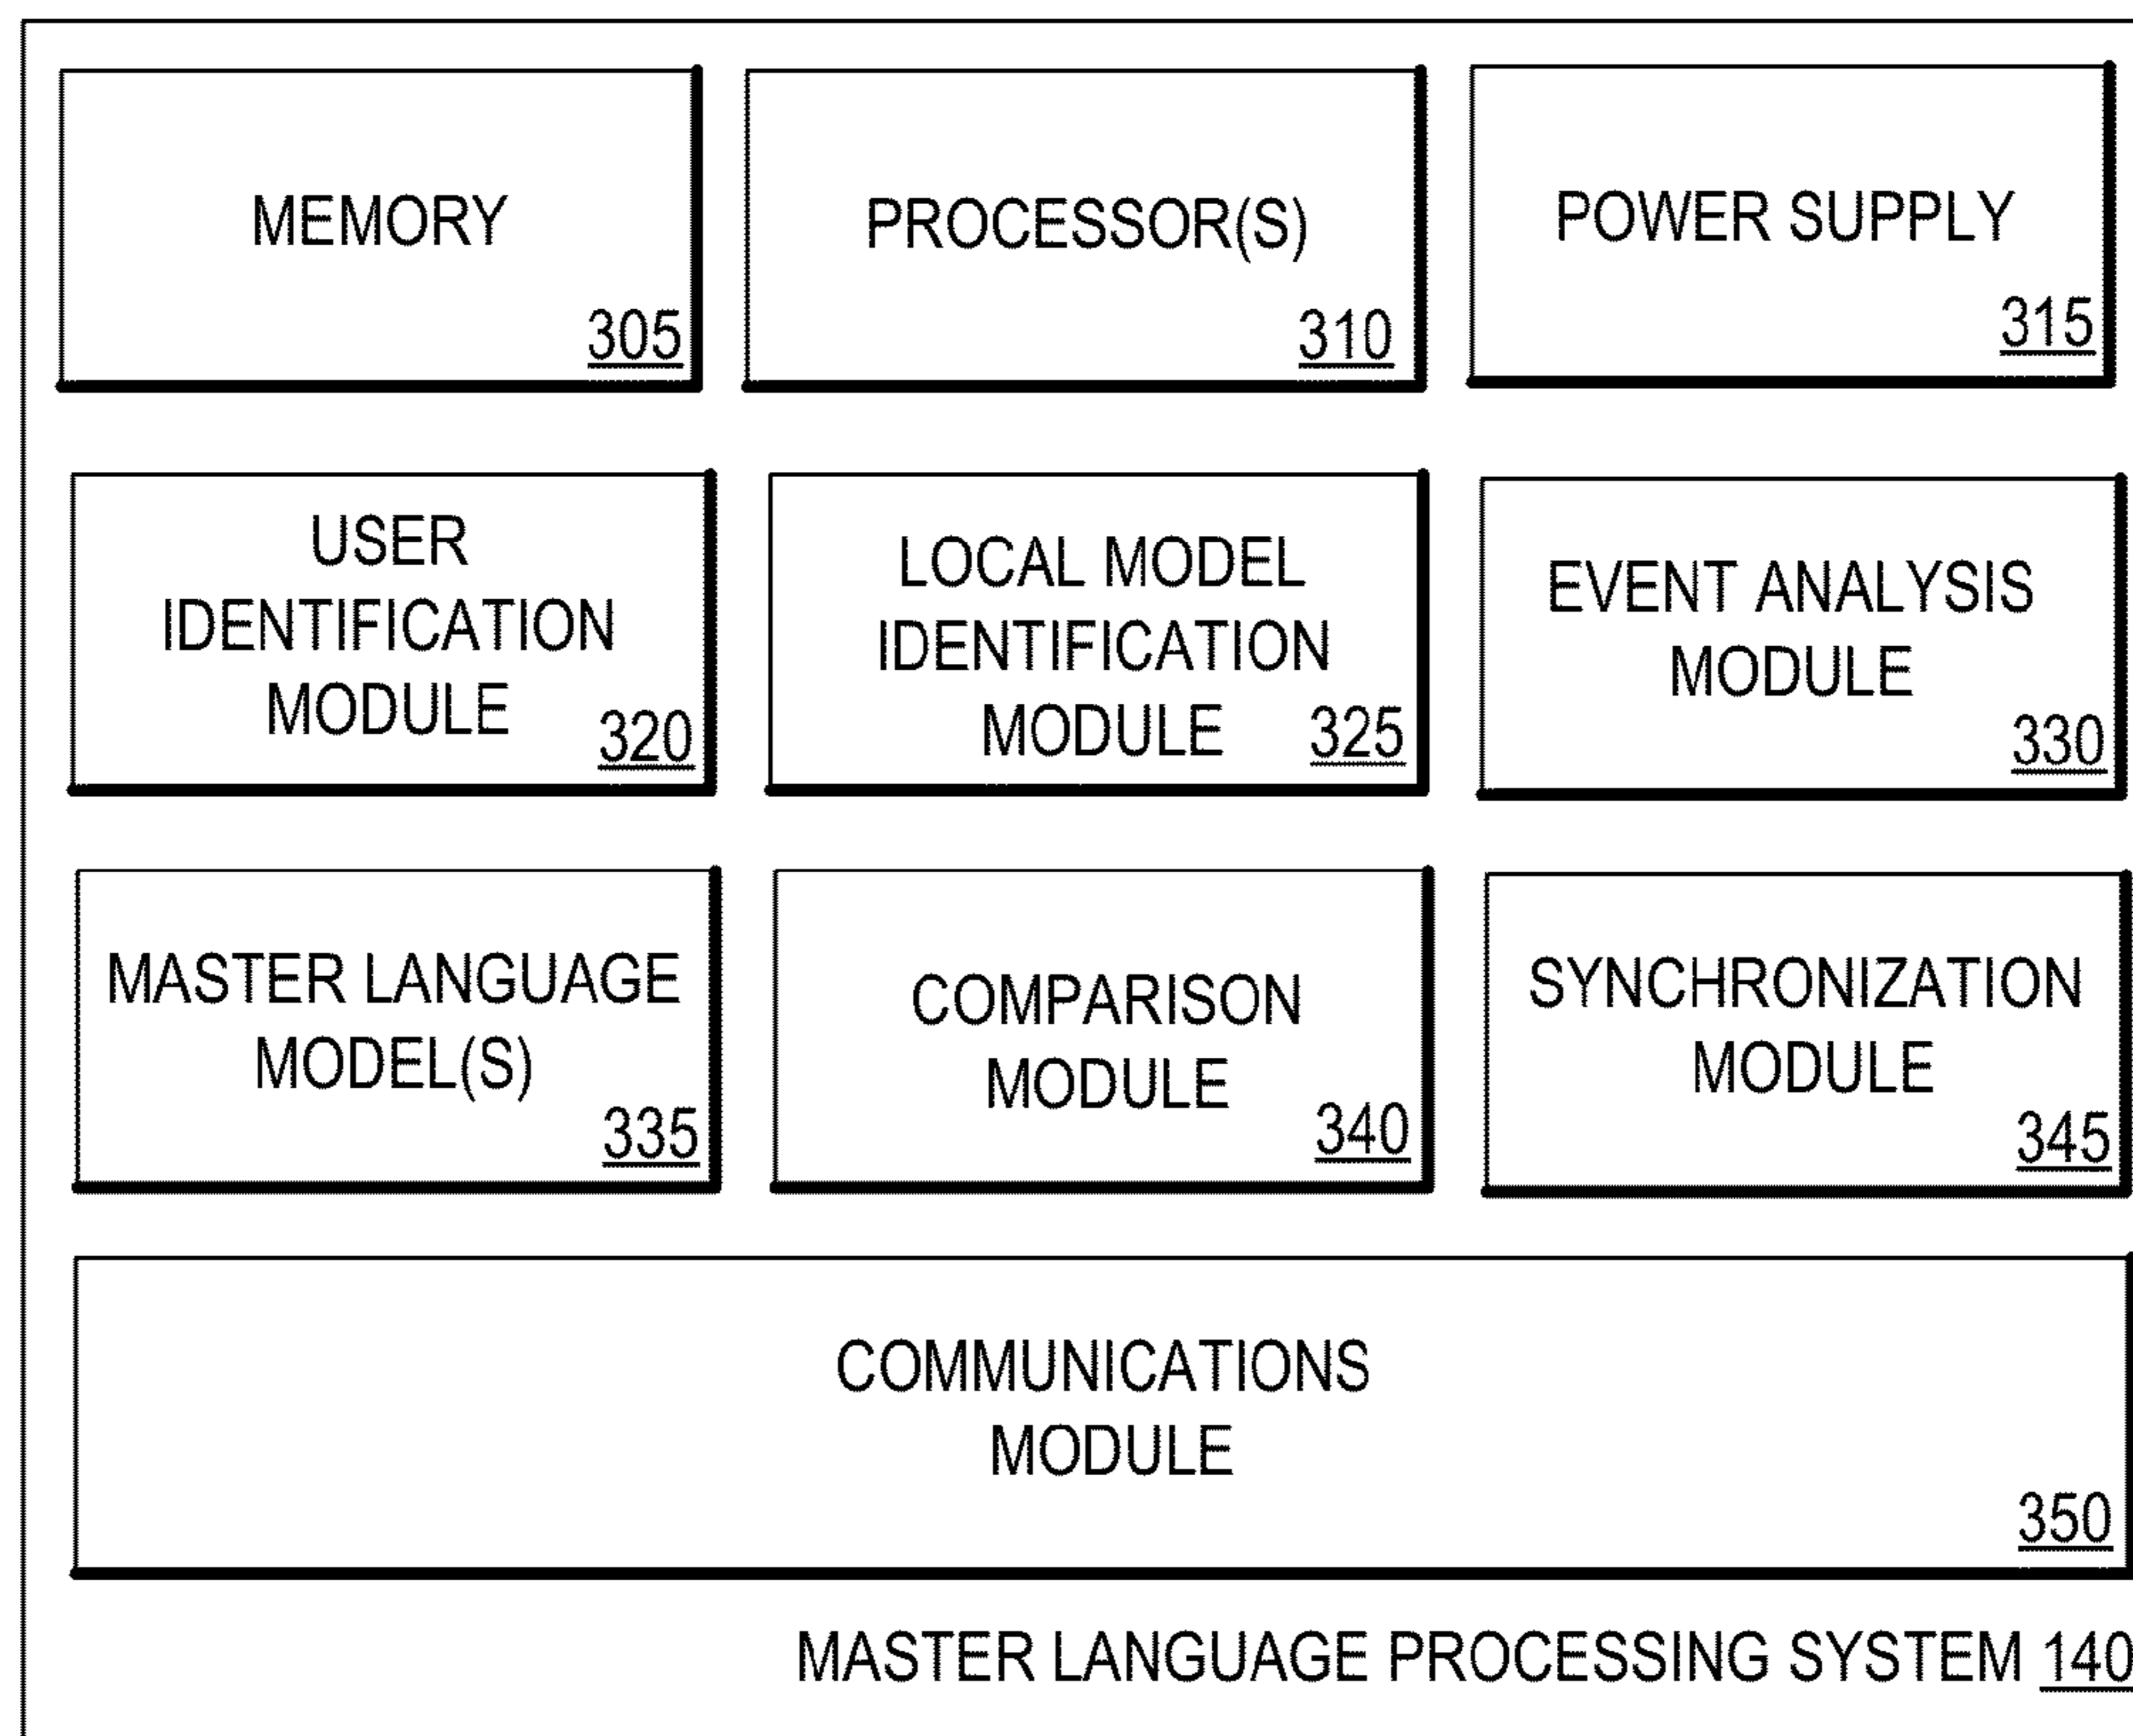 MEMORY
305
PROCESSOR(S)
310
POWER SUPPLY
315
USER
IDENTIFICATION
MODULE
320
LOCAL MODEL
IDENTIFICATION
MODULE
325
EVENT ANALYSIS
MODULE
330
MASTER LANGUAGE
MODEL(S)
335
COMPARISON
MODULE
340
SYNCHRONIZATION
MODULE
345
COMMUNICATIONS
MODULE
350
MASTER LANGUAGE PROCESSING SYSTEM 140